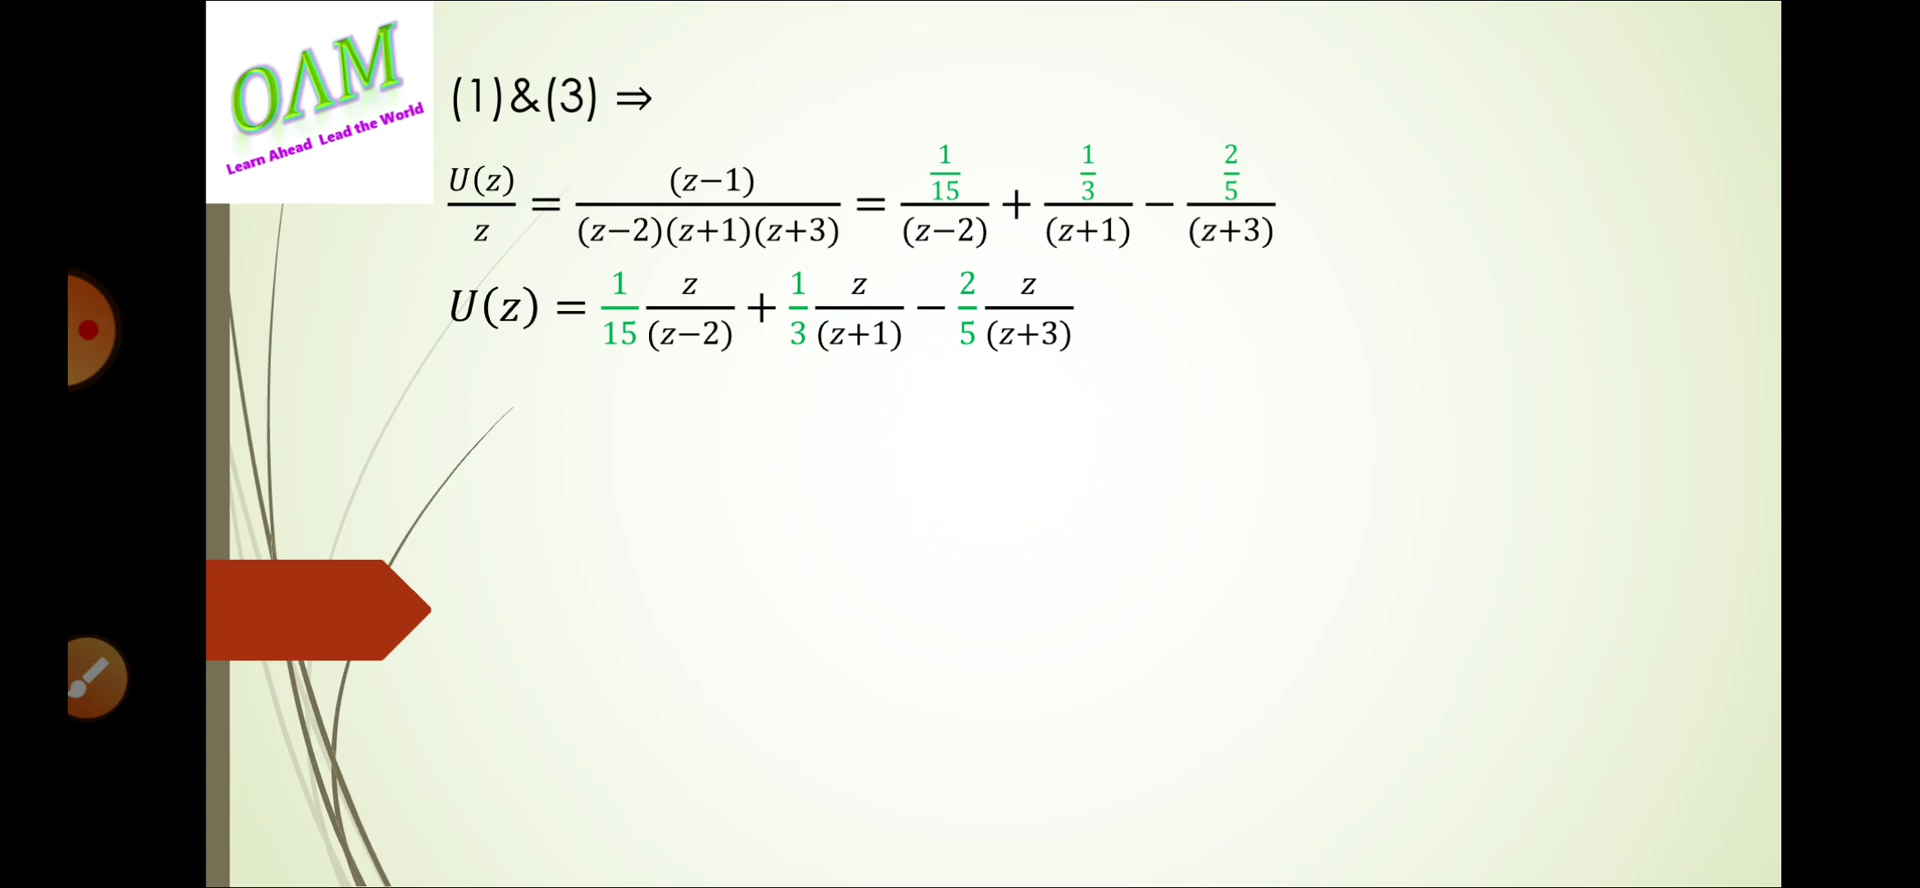 OΛM
Learn Ahead Lead the World
(1)&(3) ⇒
U(z)/z = (z−1)/((z−2)(z+1)(z+3)) = (1/15)/(z−2) + (1/3)/(z+1) − (2/5)/(z+3)
U(z) = 1/15 z/(z−2) + 1/3 z/(z+1) − 2/5 z/(z+3)